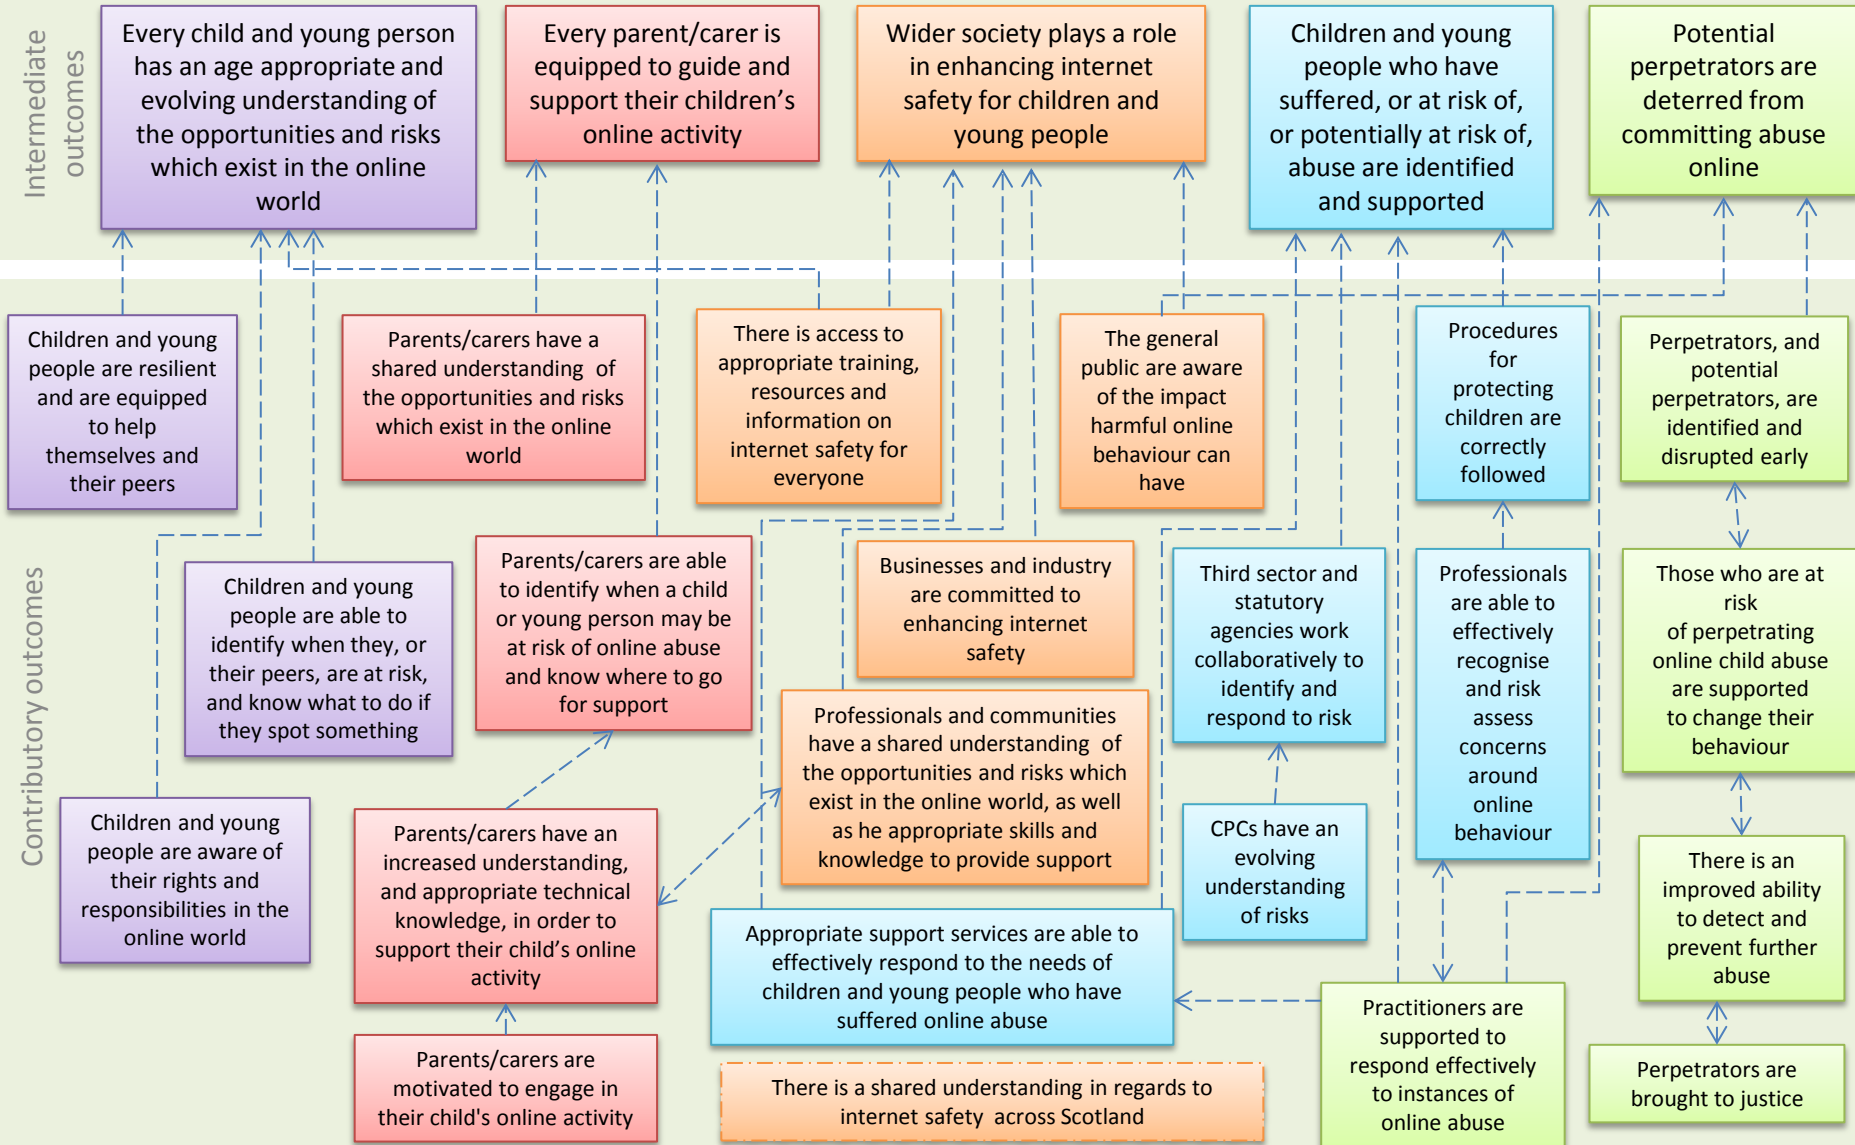 Intermediate
outcomes
Every child and young person
has an age appropriate and
evolving understanding of
the opportunities and risks
which exist in the online
world
Every parent/carer is
equipped to guide and
support their children's
online activity
Wider society plays a role
in enhancing internet
safety for children and
young people
Children and young
people who have
suffered, or at risk of,
or potentially at risk of,
abuse are identified
and supported
Potential
perpetrators are
deterred from
committing abuse
online
Contributory outcomes
Children and young
people are resilient
and are equipped
to help
themselves and
their peers
Parents/carers have a
shared understanding of
the opportunities and risks
which exist in the online
world
There is access to
appropriate training,
resources and
information on
internet safety for
everyone
The general
public are aware
of the impact
harmful online
behaviour can
have
Procedures
for
protecting
children are
correctly
followed
Perpetrators, and
potential
perpetrators, are
identified and
disrupted early
Children and young
people are able to
identify when they, or
their peers, are at risk,
and know what to do if
they spot something
Parents/carers are able
to identify when a child
or young person may be
at risk of online abuse
and know where to go
for support
Businesses and industry
are committed to
enhancing internet
safety
Third sector and
statutory
agencies work
collaboratively to
identify and
respond to risk
Professionals
are able to
effectively
recognise
and risk
assess
concerns
around
online
behaviour
Those who are at
risk
of perpetrating
online child abuse
are supported
to change their
behaviour
Children and young
people are aware of
their rights and
responsibilities in the
online world
Parents/carers have an
increased understanding,
and appropriate technical
knowledge, in order to
support their child's online
activity
Professionals and communities
have a shared understanding of
the opportunities and risks which
exist in the online world, as well
as he appropriate skills and
knowledge to provide support
CPCs have an
evolving
understanding
of risks
There is an
improved ability
to detect and
prevent further
abuse
Appropriate support services are able to
effectively respond to the needs of
children and young people who have
suffered online abuse
Practitioners are
supported to
respond effectively
to instances of
online abuse
Parents/carers are
motivated to engage in
their child's online activity
There is a shared understanding in regards to
internet safety across Scotland
Perpetrators are
brought to justice